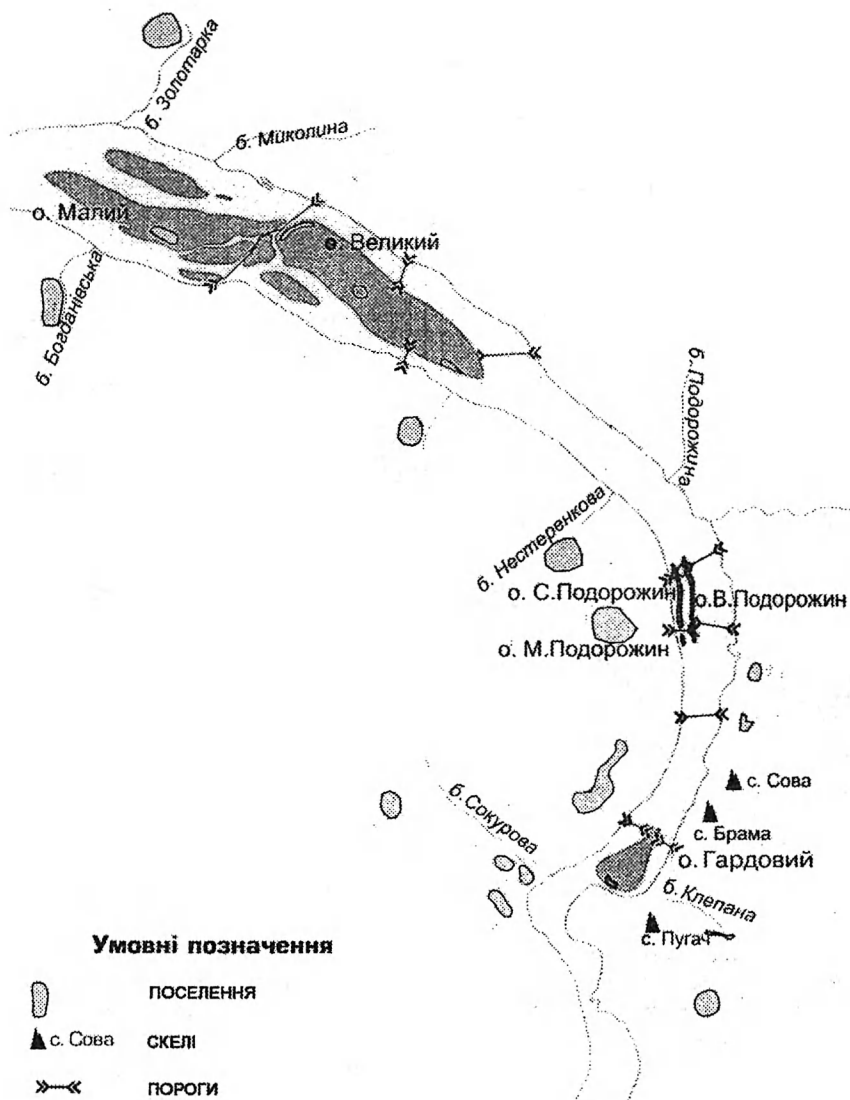 б. Золотарка
б. Миколина
о. Малий
о. Великий
б. Богданівська
б. Подорожина
б. Нестеренкова
о. С.Подорожин
о.В.Подорожин
о. М.Подорожин
с. Сова
б. Сокурова
с. Брама
о. Гардовий
б. Клепана
с. Пугач
Умовні позначення
ПОСЕЛЕННЯ
с. Сова
СКЕЛІ
ПОРОГИ